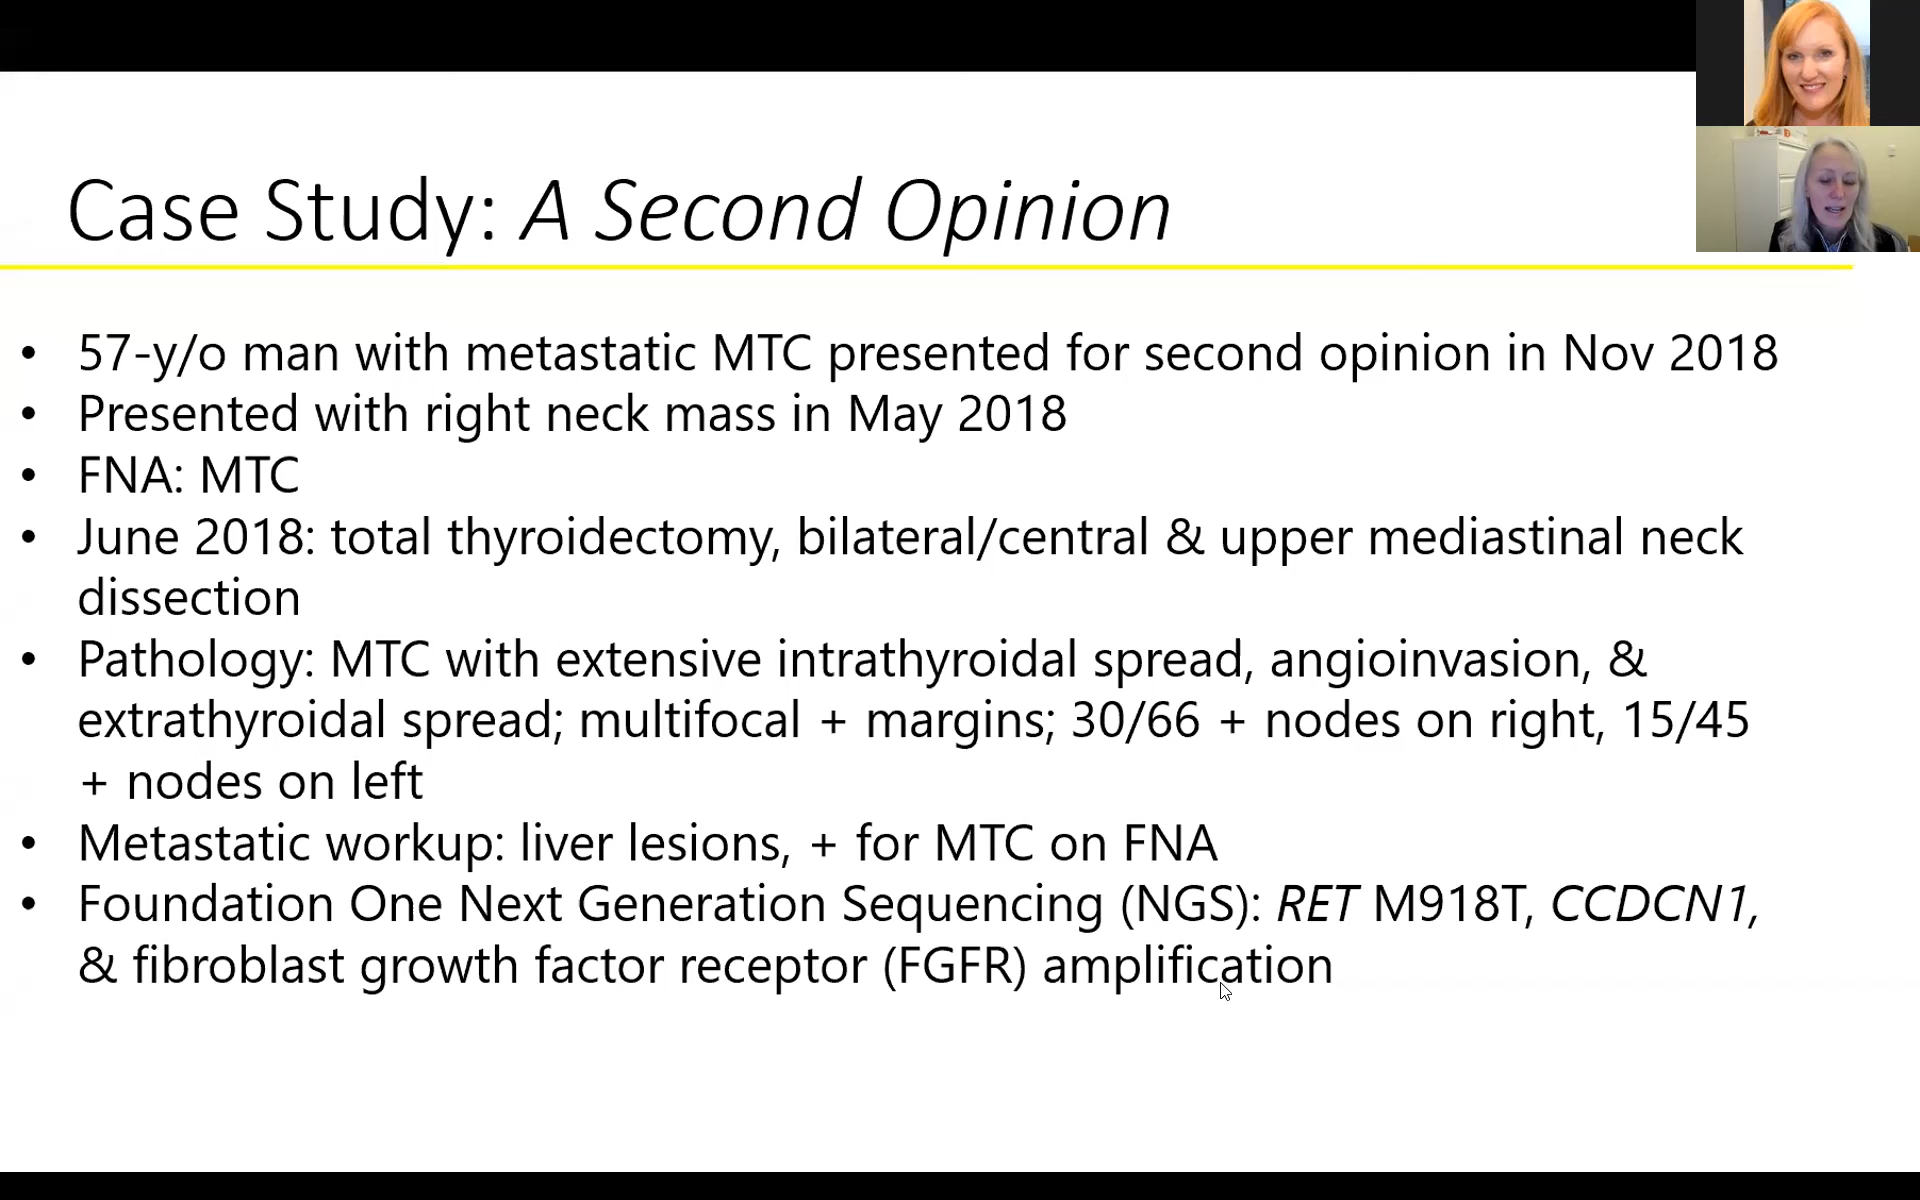 Case Study: A Second Opinion
• 57-y/o man with metastatic MTC presented for second opinion in Nov 2018
• Presented with right neck mass in May 2018
• FNA: MTC
• June 2018: total thyroidectomy, bilateral/central & upper mediastinal neck
dissection
• Pathology: MTC with extensive intrathyroidal spread, angioinvasion, &
extrathyroidal spread; multifocal + margins; 30/66 + nodes on right, 15/45
+ nodes on left
• Metastatic workup: liver lesions, + for MTC on FNA
• Foundation One Next Generation Sequencing (NGS): RET M918T, CCDCN1,
& fibroblast growth factor receptor (FGFR) amplification